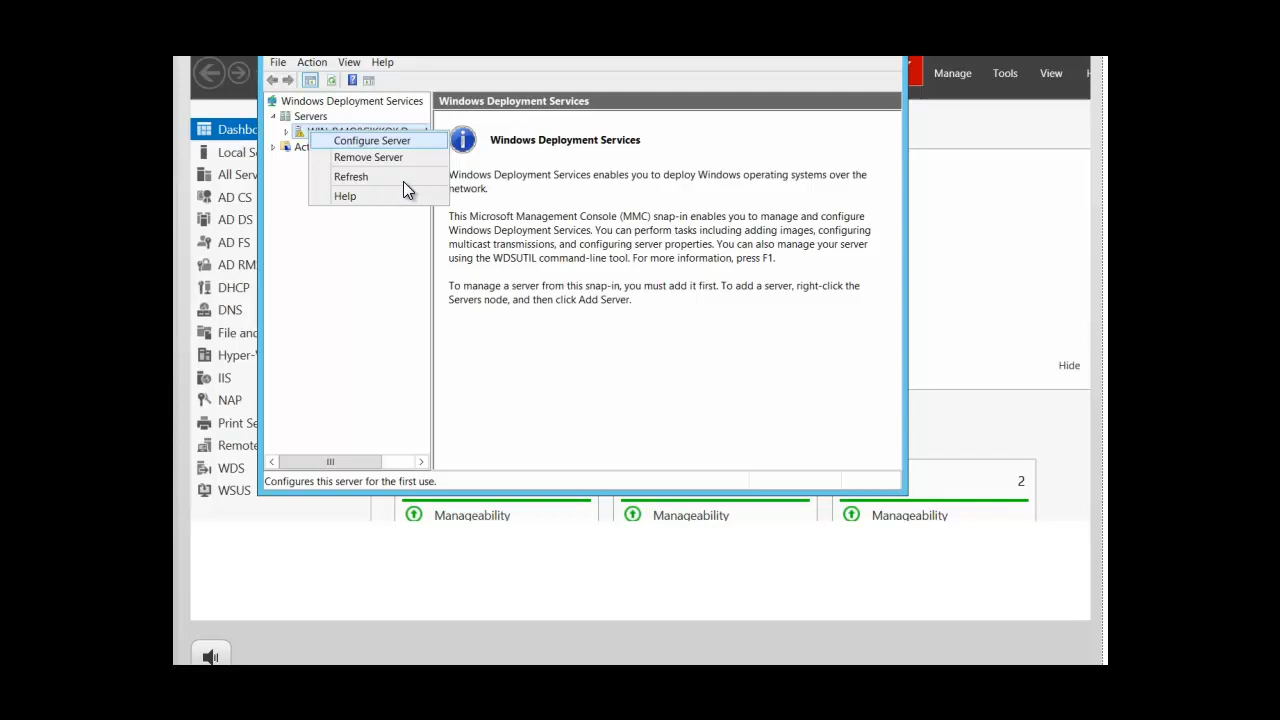 File Action View Help
Manage Tools View
Windows Deployment Services
Servers
Configure Server
Remove Server
Refresh
Help
Windows Deployment Services
Windows Deployment Services
Windows Deployment Services enables you to deploy Windows operating systems over the
network.
This Microsoft Management Console (MMC) snap-in enables you to manage and configure
Windows Deployment Services. You can perform tasks including adding images, configuring
multicast transmissions, and configuring server properties. You can also manage your server
using the WDSUTIL command-line tool. For more information, press F1.
To manage a server from this snap-in, you must add it first. To add a server, right-click the
Servers node, and then click Add Server.
Configures this server for the first use.
Dashbo
Local S
All Serv
AD CS
AD DS
AD FS
AD RM
DHCP
DNS
File and
Hyper-
IIS
NAP
Print Se
Remote
WDS
WSUS
Hide
2
Manageability
Manageability
Manageability